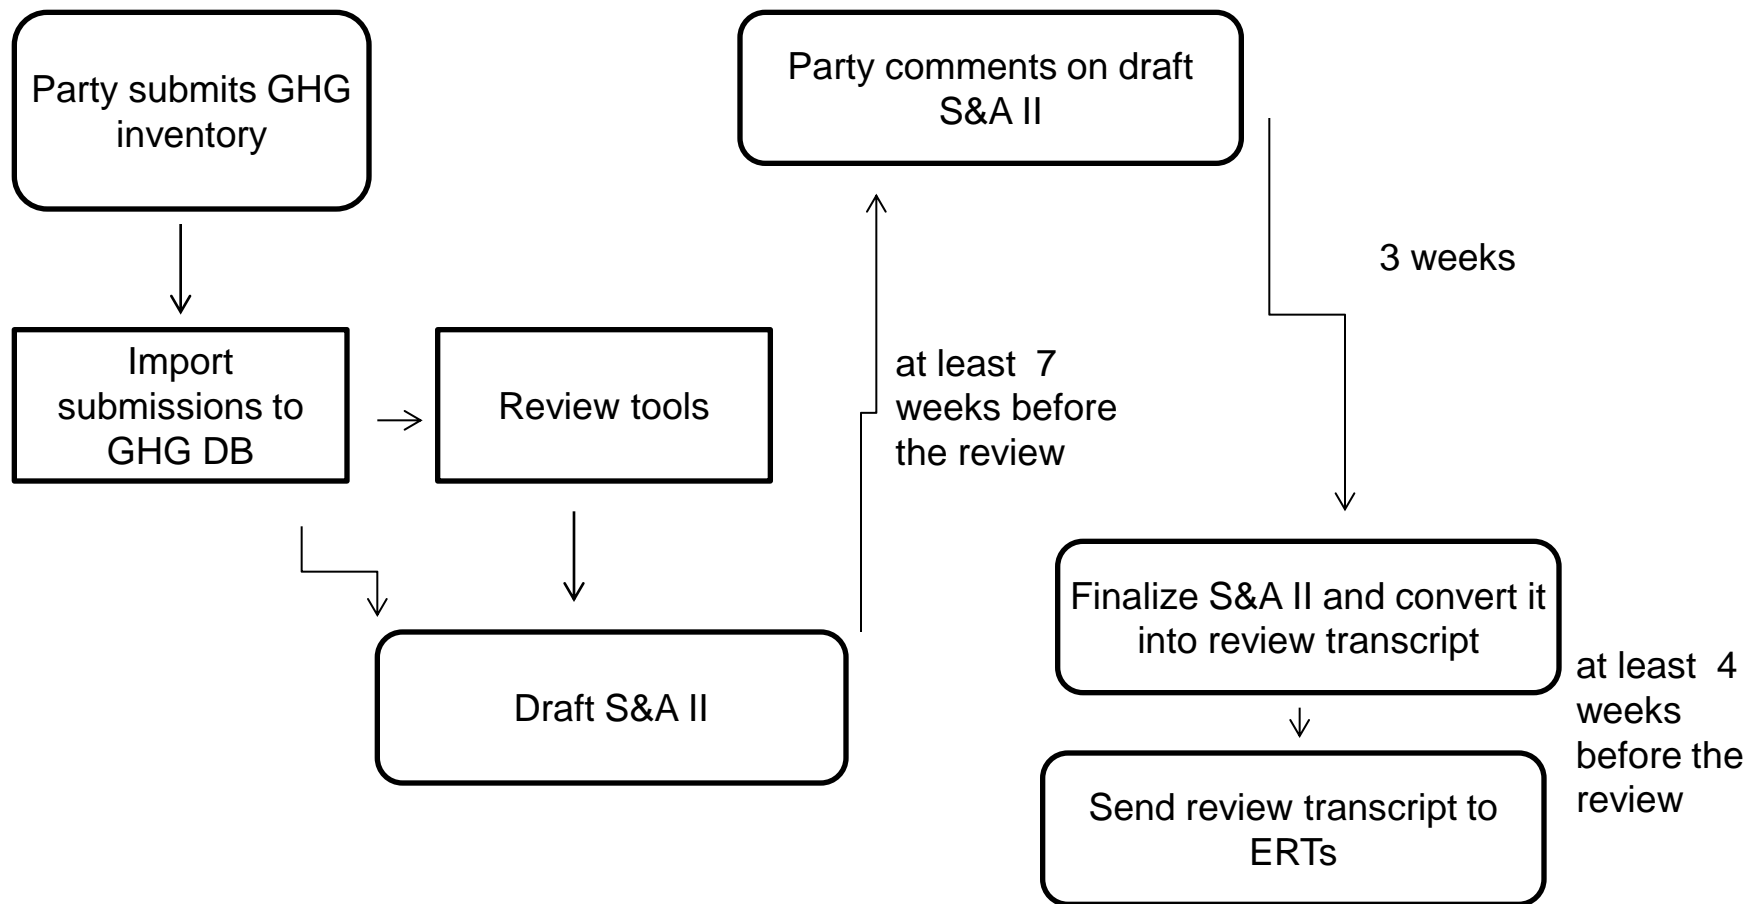 Party submits GHG
inventory
Import
submissions to
GHG DB
Review tools
Draft S&A II
at least 7
weeks before
the review
Party comments on draft
S&A II
3 weeks
Finalize S&A II and convert it
into review transcript
at least 4
weeks
before the
review
Send review transcript to
ERTs